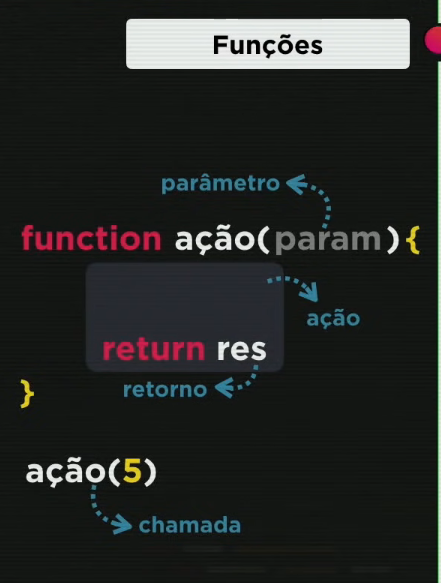 Funções
parâmetro
function ação(param){
ação
return res
retorno
}
ação(5)
chamada